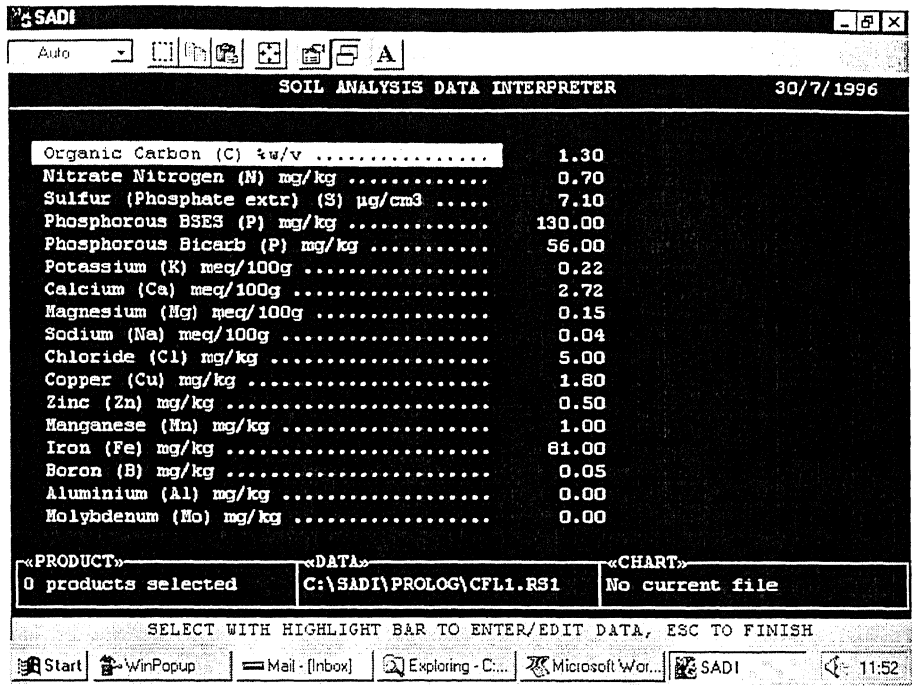 SADI
Auto
A
SOIL ANALYSIS DATA INTERPRETER 30/7/1996
Organic Carbon (C) %w/v ................ 1.30
Nitrate Nitrogen (N) mg/kg ............. 0.70
Sulfur (Phosphate extr) (S) µg/cm3 ..... 7.10
Phosphorous BSES (P) mg/kg ............. 130.00
Phosphorous Bicarb (P) mg/kg ........... 56.00
Potassium (K) meq/100g ................. 0.22
Calcium (Ca) meq/100g .................. 2.72
Magnesium (Mg) meq/100g ................ 0.15
Sodium (Na) meq/100g ................... 0.04
Chloride (Cl) mg/kg .................... 5.00
Copper (Cu) mg/kg ...................... 1.80
Zinc (Zn) mg/kg ........................ 0.50
Manganese (Mn) mg/kg ................... 1.00
Iron (Fe) mg/kg ........................ 81.00
Boron (B) mg/kg ........................ 0.05
Aluminium (Al) mg/kg ................... 0.00
Molybdenum (Mo) mg/kg .................. 0.00
«PRODUCT» «DATA» «CHART»
0 products selected C:\SADI\PROLOG\CFL1.RS1 No current file
SELECT WITH HIGHLIGHT BAR TO ENTER/EDIT DATA, ESC TO FINISH
Start WinPopup Mail - [Inbox] Exploring - C:... Microsoft Wor... SADI 11:52